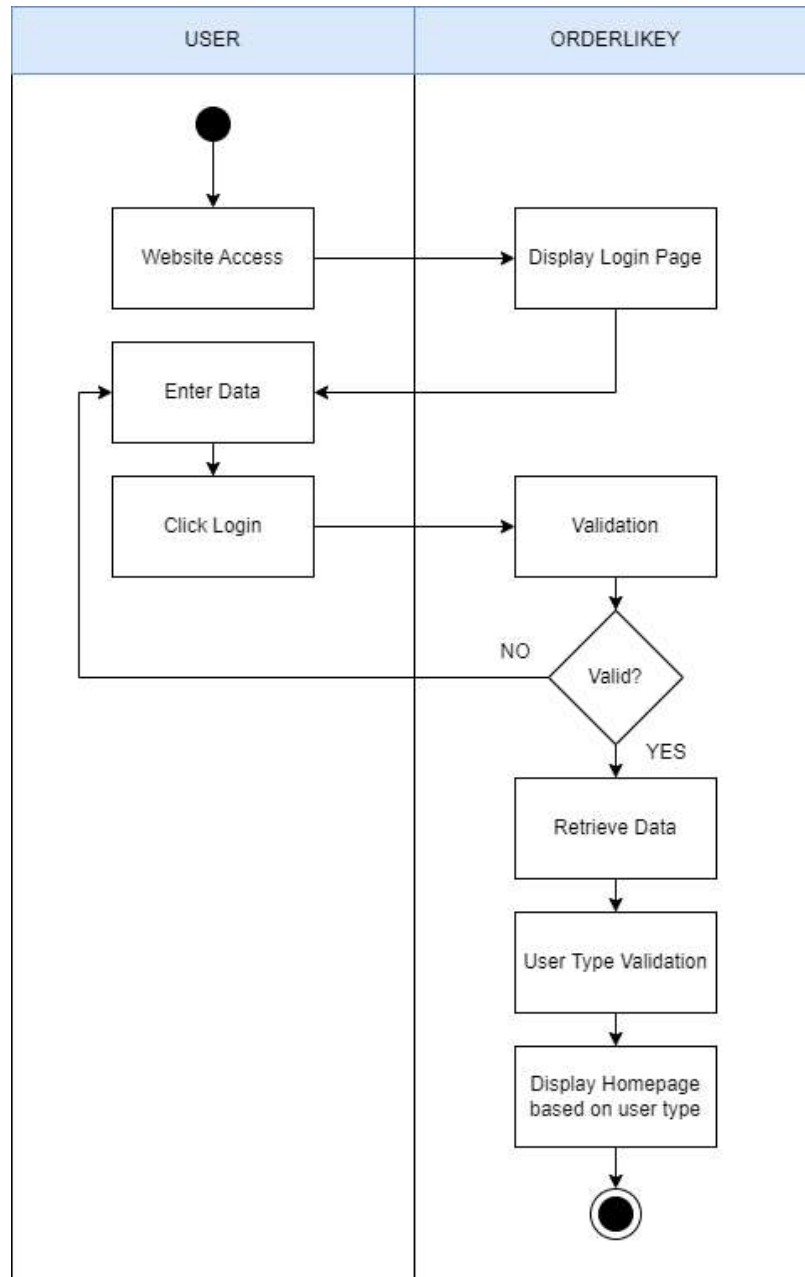 USER
ORDERLIKEY
Website Access
Display Login Page
Enter Data
Click Login
Validation
NO
Valid?
YES
Retrieve Data
User Type Validation
Display Homepage
based on user type